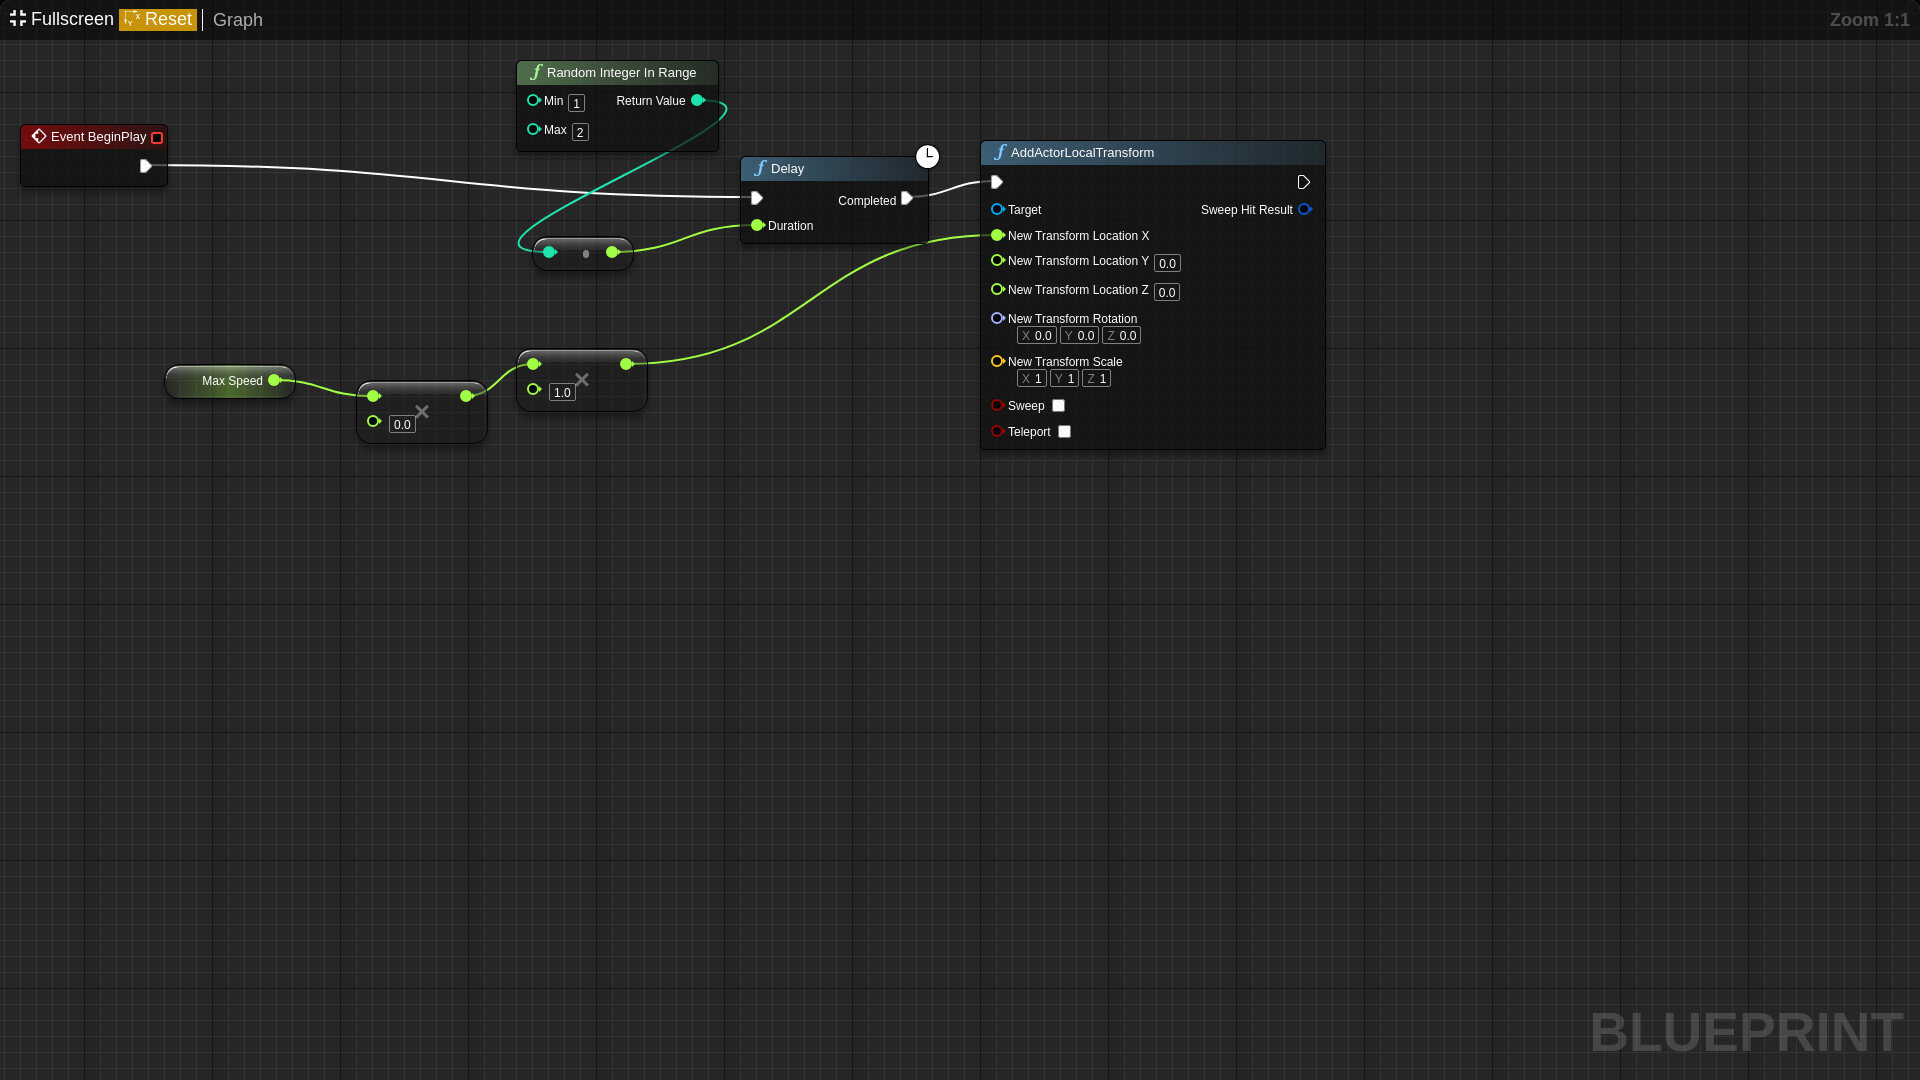 Fullscreen Reset Graph Zoom 1:1
Random Integer In Range
Min 1 Return Value
Max 2
Event BeginPlay
Delay
Completed
Duration
AddActorLocalTransform
Target Sweep Hit Result
New Transform Location X
New Transform Location Y 0.0
New Transform Location Z 0.0
New Transform Rotation
X 0.0 Y 0.0 Z 0.0
New Transform Scale
X 1 Y 1 Z 1
Sweep
Teleport
Max Speed
0.0
1.0
BLUEPRINT